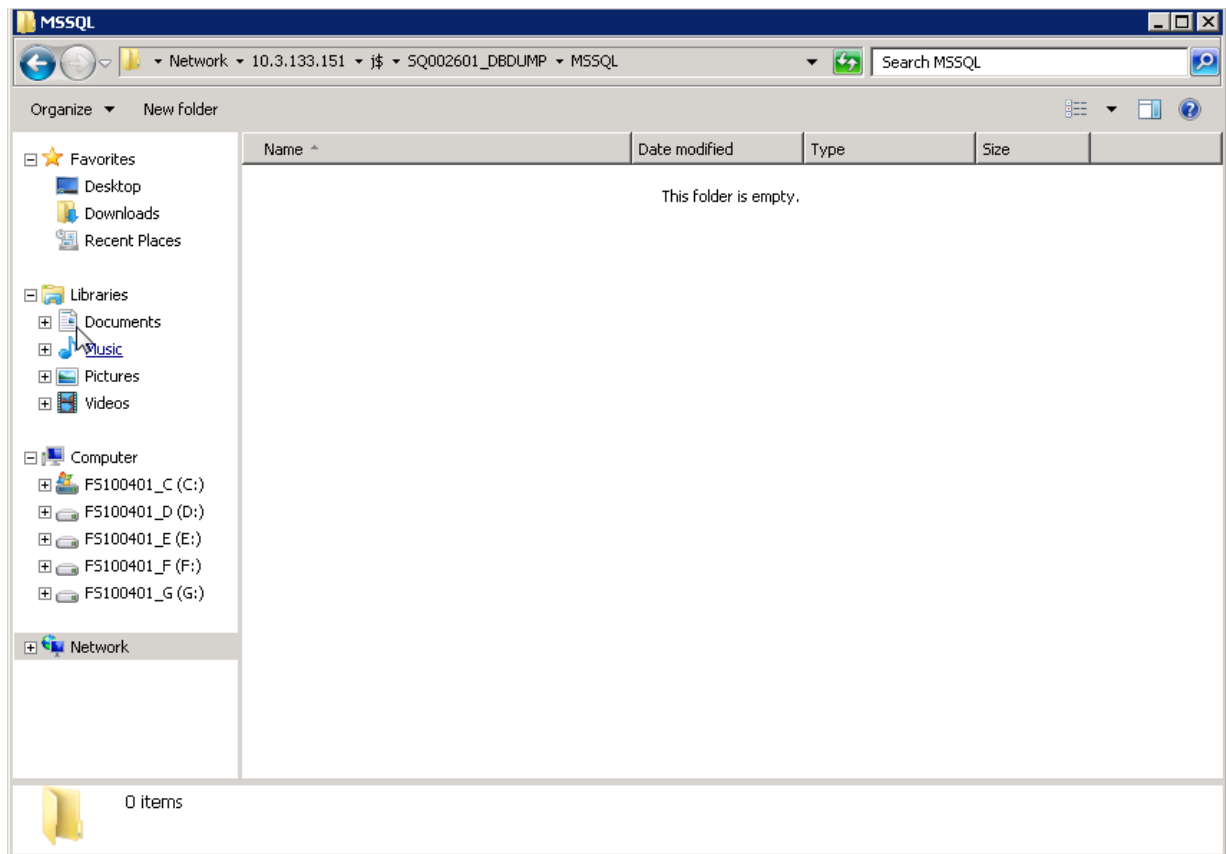 MSSQL
Network 10.3.133.151 j$ SQ002601_DBDUMP MSSQL
Search MSSQL
Organize New folder
Favorites
Desktop
Downloads
Recent Places
Libraries
Documents
Music
Pictures
Videos
Computer
FS100401_C (C:)
FS100401_D (D:)
FS100401_E (E:)
FS100401_F (F:)
FS100401_G (G:)
Network
Name Date modified Type Size
This folder is empty.
0 items